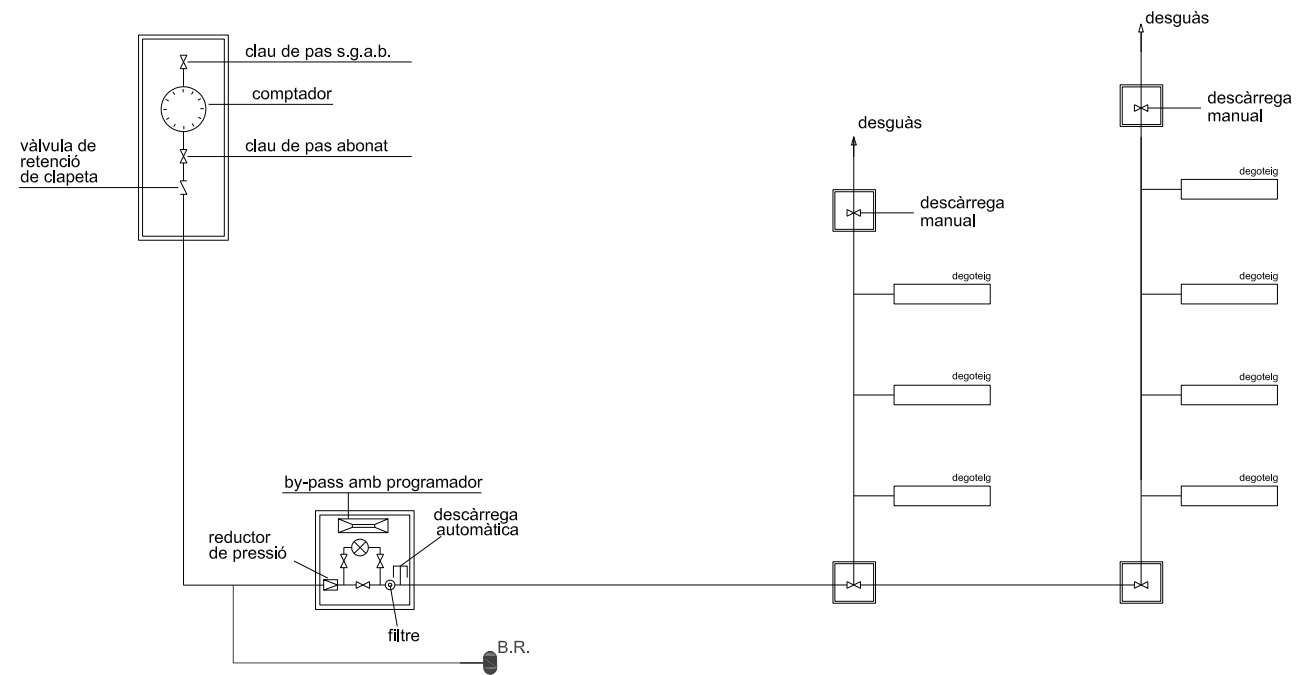 desguàs
clau de pas s.g.a.b.
comptador
descàrrega
manual
desguàs
vàlvula de
retenció
de clapeta
clau de pas abonat
degoteig
descàrrega
manual
degoteig
degoteig
degoteig
degoteig
degoteig
degoteig
by-pass amb programador
descàrrega
automàtica
reductor
de pressió
filtre
B.R.